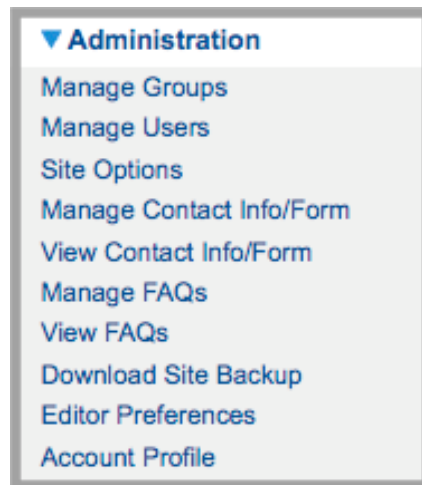 Administration
Manage Groups
Manage Users
Site Options
Manage Contact Info/Form
View Contact Info/Form
Manage FAQs
View FAQs
Download Site Backup
Editor Preferences
Account Profile